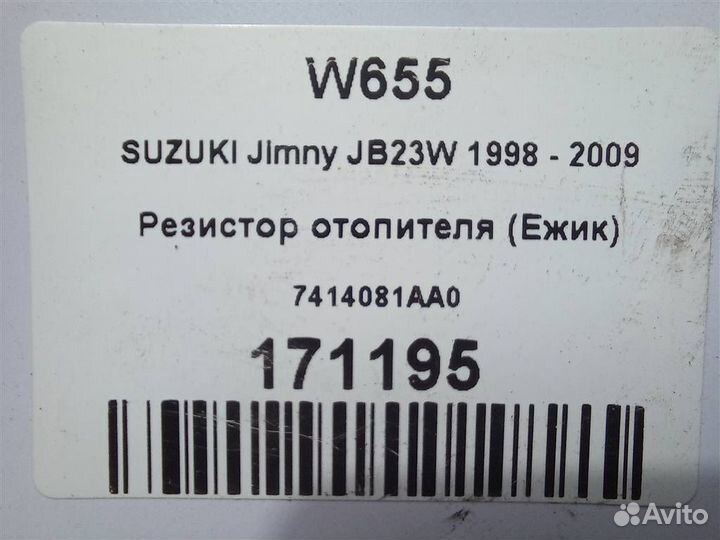 W655
SUZUKI Jimny JB23W 1998 - 2009
Резистор отопителя (Ежик)
7414081AA0
171195
Avito